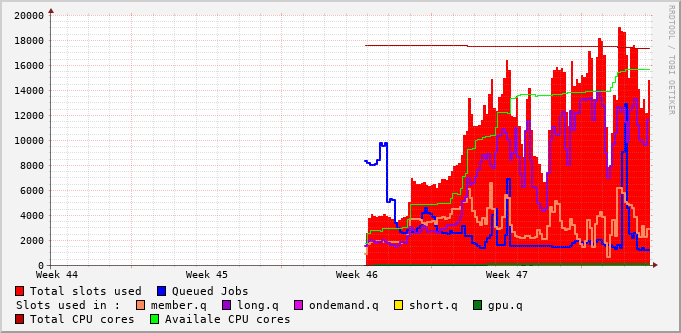 20000
18000
16000
14000
12000
10000
8000
6000
4000
2000
0
Week 44 Week 45 Week 46 Week 47
RRDTOOL / TOBI OETIKER
Total slots used Queued Jobs
Slots used in : member.q long.q ondemand.q short.q gpu.q
Total CPU cores Availale CPU cores